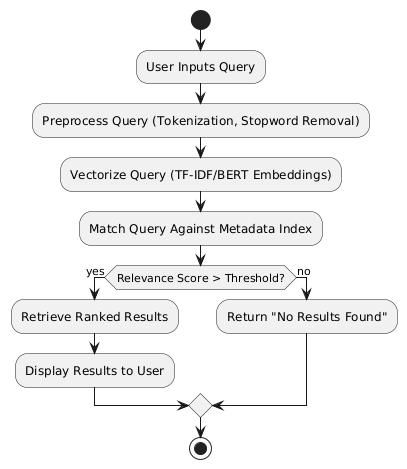 User Inputs Query
Preprocess Query (Tokenization, Stopword Removal)
Vectorize Query (TF-IDF/BERT Embeddings)
Match Query Against Metadata Index
Relevance Score > Threshold?
yes
no
Retrieve Ranked Results
Return "No Results Found"
Display Results to User